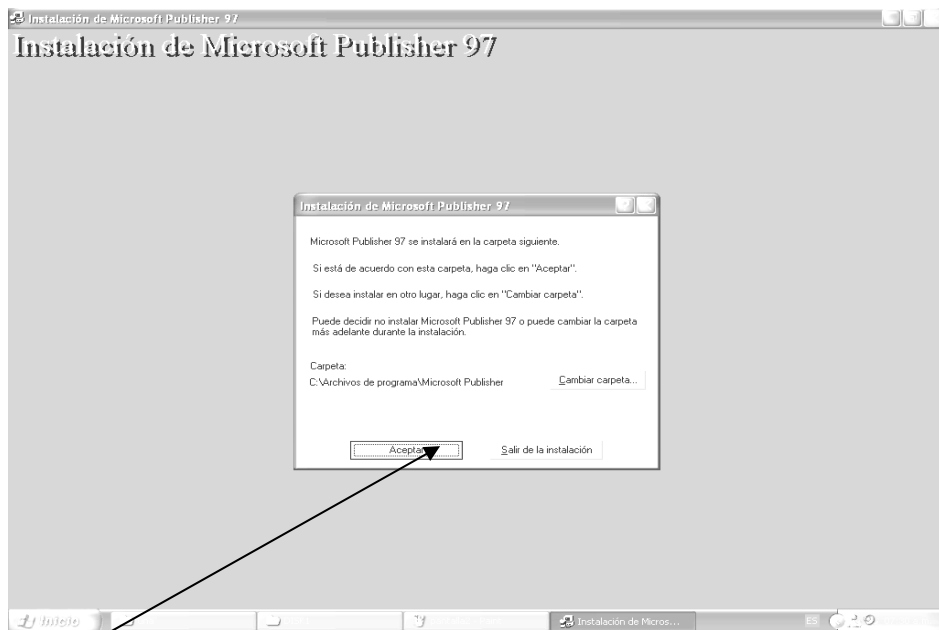 Instalación de Microsoft Publisher 97
Instalación de Microsoft Publisher 97
Instalación de Microsoft Publisher 97
Microsoft Publisher 97 se instalará en la carpeta siguiente.
Si está de acuerdo con esta carpeta, haga clic en "Aceptar".
Si desea instalar en otro lugar, haga clic en "Cambiar carpeta".
Puede decidir no instalar Microsoft Publisher 97 o puede cambiar la carpeta
más adelante durante la instalación.
Carpeta:
C:\Archivos de programa\Microsoft Publisher
Cambiar carpeta...
Aceptar
Salir de la instalación
Inicio
Instalación de Micros...
ES